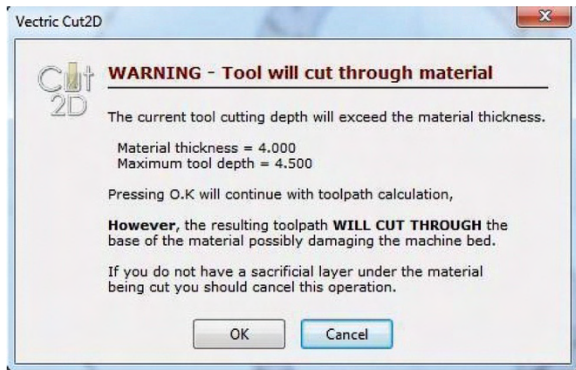 Vectric Cut2D
Cut
2D
WARNING - Tool will cut through material
The current tool cutting depth will exceed the material thickness.
Material thickness = 4.000
Maximum tool depth = 4.500
Pressing O.K will continue with toolpath calculation,
However, the resulting toolpath WILL CUT THROUGH the
base of the material possibly damaging the machine bed.
If you do not have a sacrificial layer under the material
being cut you should cancel this operation.
OK
Cancel